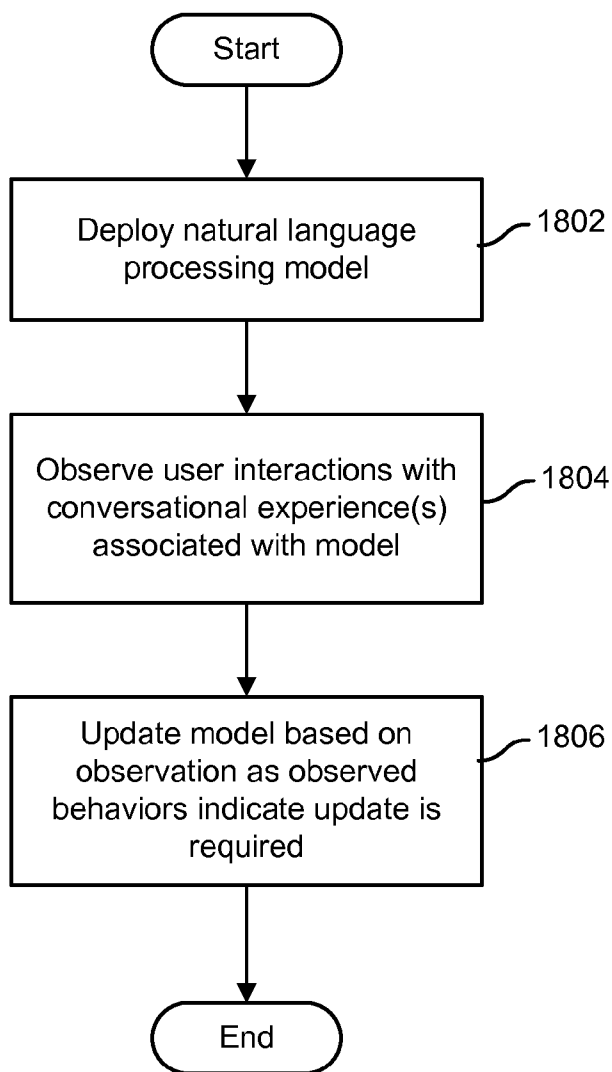 Start
Deploy natural language
processing model
1802
Observe user interactions with
conversational experience(s)
associated with model
1804
Update model based on
observation as observed
behaviors indicate update is
required
1806
End